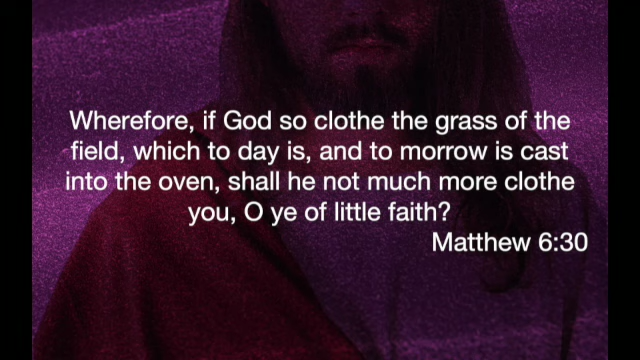 Wherefore, if God so clothe the grass of the
field, which to day is, and to morrow is cast
into the oven, shall he not much more clothe
you, O ye of little faith?
Matthew 6:30